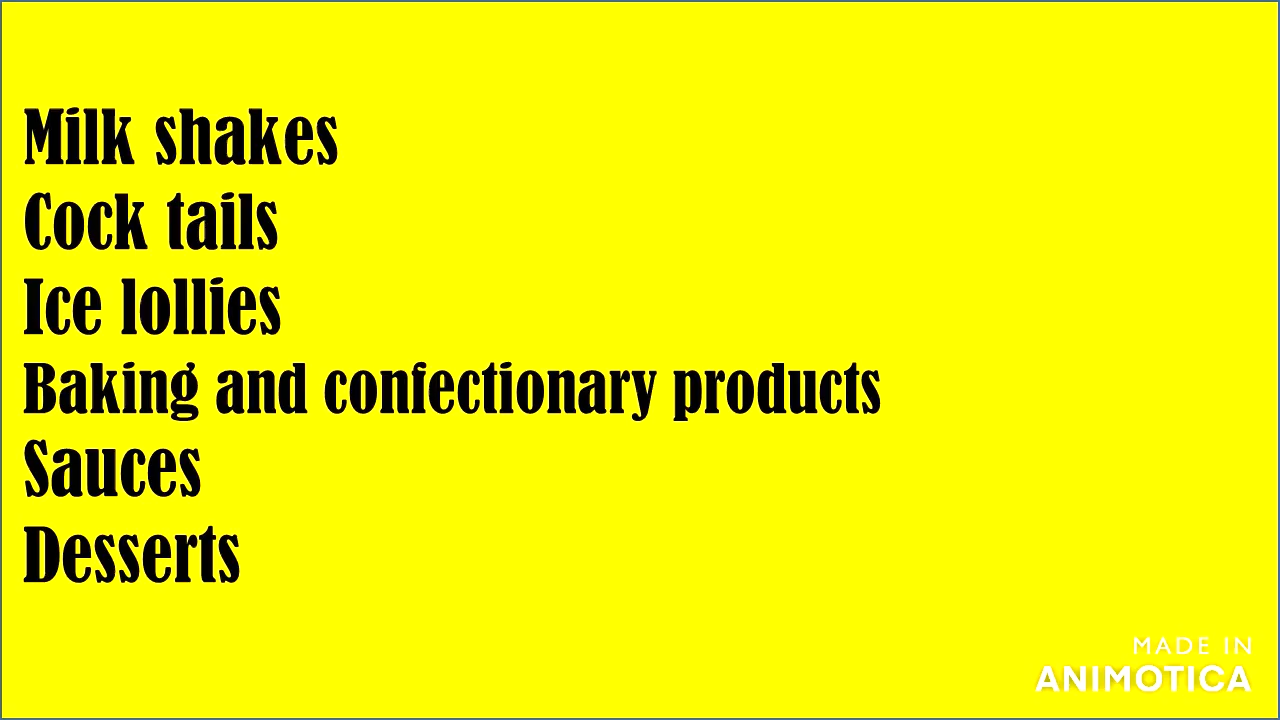 Milk shakes
Cock tails
Ice lollies
Baking and confectionary products
Sauces
Desserts
MADE IN
ANIMOTICA